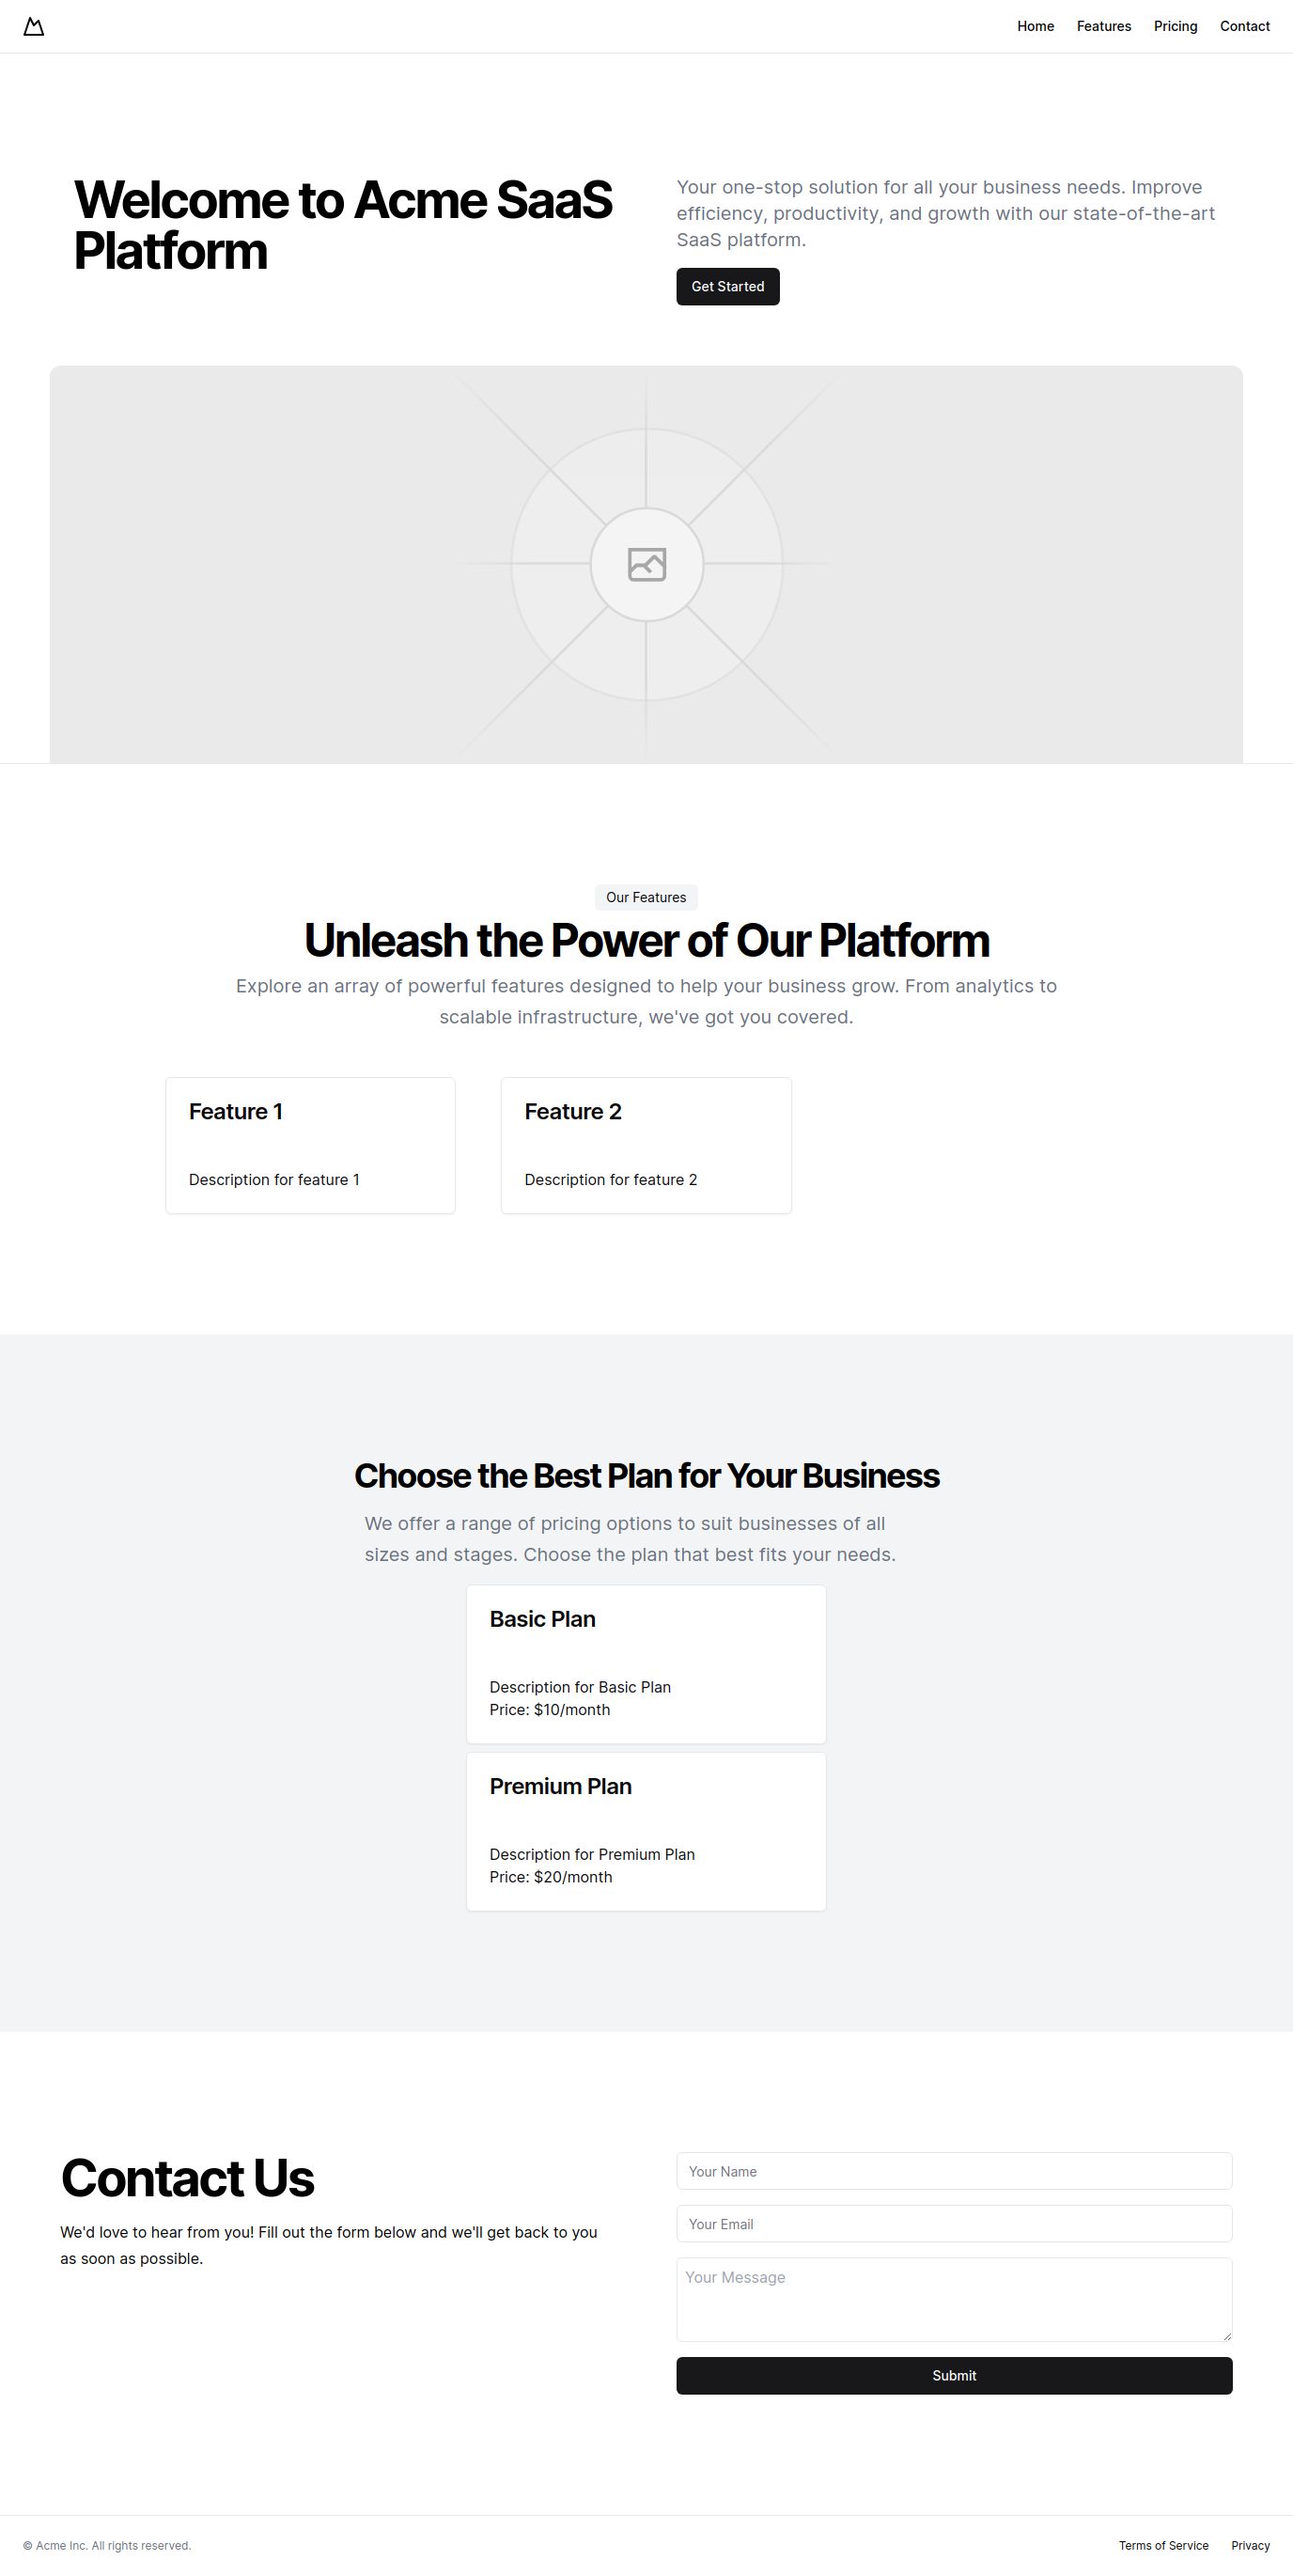 Home Features Pricing Contact
Welcome to Acme SaaS
Platform
Your one-stop solution for all your business needs. Improve
efficiency, productivity, and growth with our state-of-the-art
SaaS platform.
Get Started
Our Features
Unleash the Power of Our Platform
Explore an array of powerful features designed to help your business grow. From analytics to
scalable infrastructure, we've got you covered.
Feature 1
Description for feature 1
Feature 2
Description for feature 2
Choose the Best Plan for Your Business
We offer a range of pricing options to suit businesses of all
sizes and stages. Choose the plan that best fits your needs.
Basic Plan
Description for Basic Plan
Price: $10/month
Premium Plan
Description for Premium Plan
Price: $20/month
Contact Us
We'd love to hear from you! Fill out the form below and we'll get back to you
as soon as possible.
Your Name
Your Email
Your Message
Submit
© Acme Inc. All rights reserved.
Terms of Service Privacy